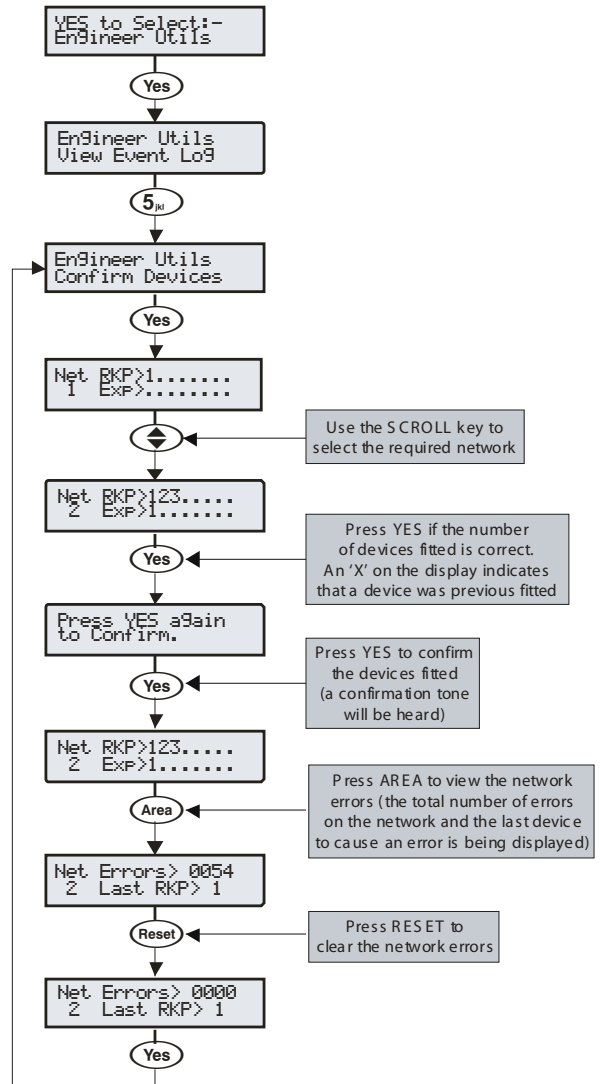 YES to Select:-
Engineer Utils
Yes
Engineer Utils
View Event Log
5 jkl
Engineer Utils
Confirm Devices
Yes
Net RKP>1.......
1 Exp>........
Use the SCROLL key to
select the required network
Net RKP>123.....
2 Exp>1.......
Yes
Press YES if the number
of devices fitted is correct.
An ‘X’ on the display indicates
that a device was previous fitted
Press YES again
to Confirm.
Yes
Press YES to confirm
the devices fitted
(a confirmation tone
will be heard)
Net RKP>123.....
2 Exp>1.......
Area
Press AREA to view the network
errors (the total number of errors
on the network and the last device
to cause an error is being displayed)
Net Errors> 0054
2 Last RKP> 1
Reset
Press RESET to
clear the network errors
Net Errors> 0000
2 Last RKP> 1
Yes